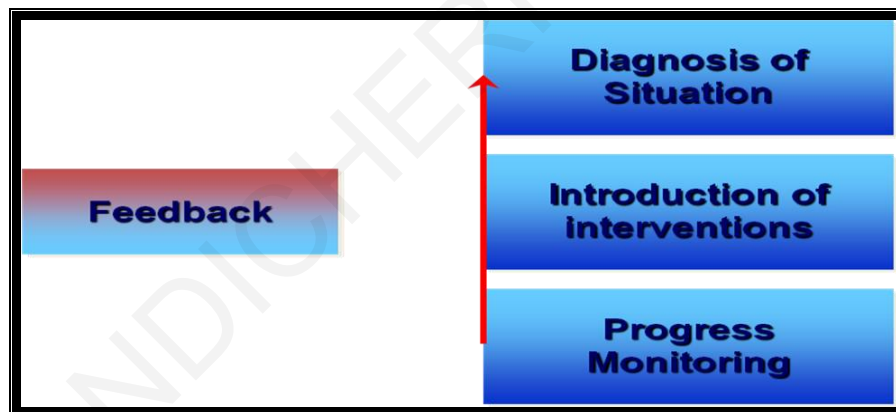 Diagnosis of
Situation
Feedback
Introduction of
interventions
Progress
Monitoring